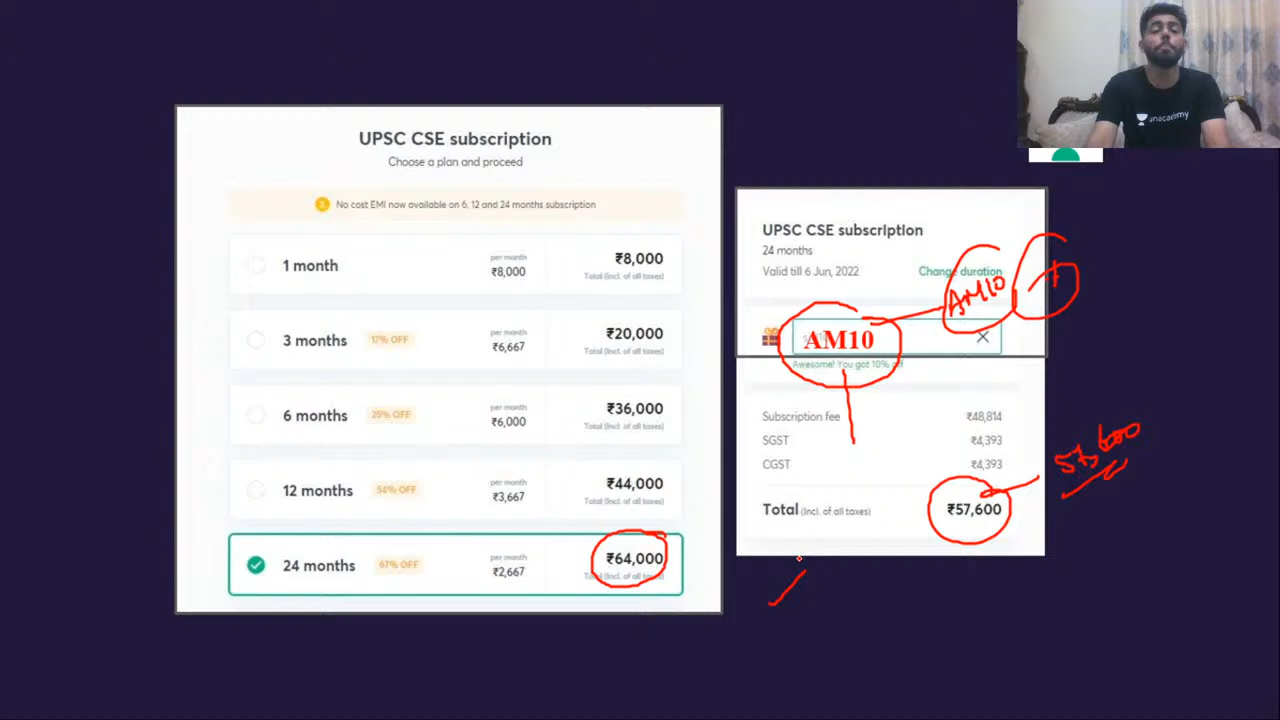 unacademy
UPSC CSE subscription
Choose a plan and proceed
No cost EMI now available on 6, 12 and 24 months subscription
1 month
per month
₹8,000
₹8,000
Total (Incl. of all taxes)
3 months
17% OFF
per month
₹6,667
₹20,000
Total (Incl. of all taxes)
6 months
25% OFF
per month
₹6,000
₹36,000
Total (Incl. of all taxes)
12 months
54% OFF
per month
₹3,667
₹44,000
Total (Incl. of all taxes)
24 months
67% OFF
per month
₹2,667
₹64,000
Total (Incl. of all taxes)
UPSC CSE subscription
24 months
Valid till 6 Jun, 2022
Change duration
AM10
AM10
Awesome! You got 10% off
Subscription fee
₹48,814
SGST
₹4,393
CGST
₹4,393
Total (Incl. of all taxes)
₹57,600
57,600